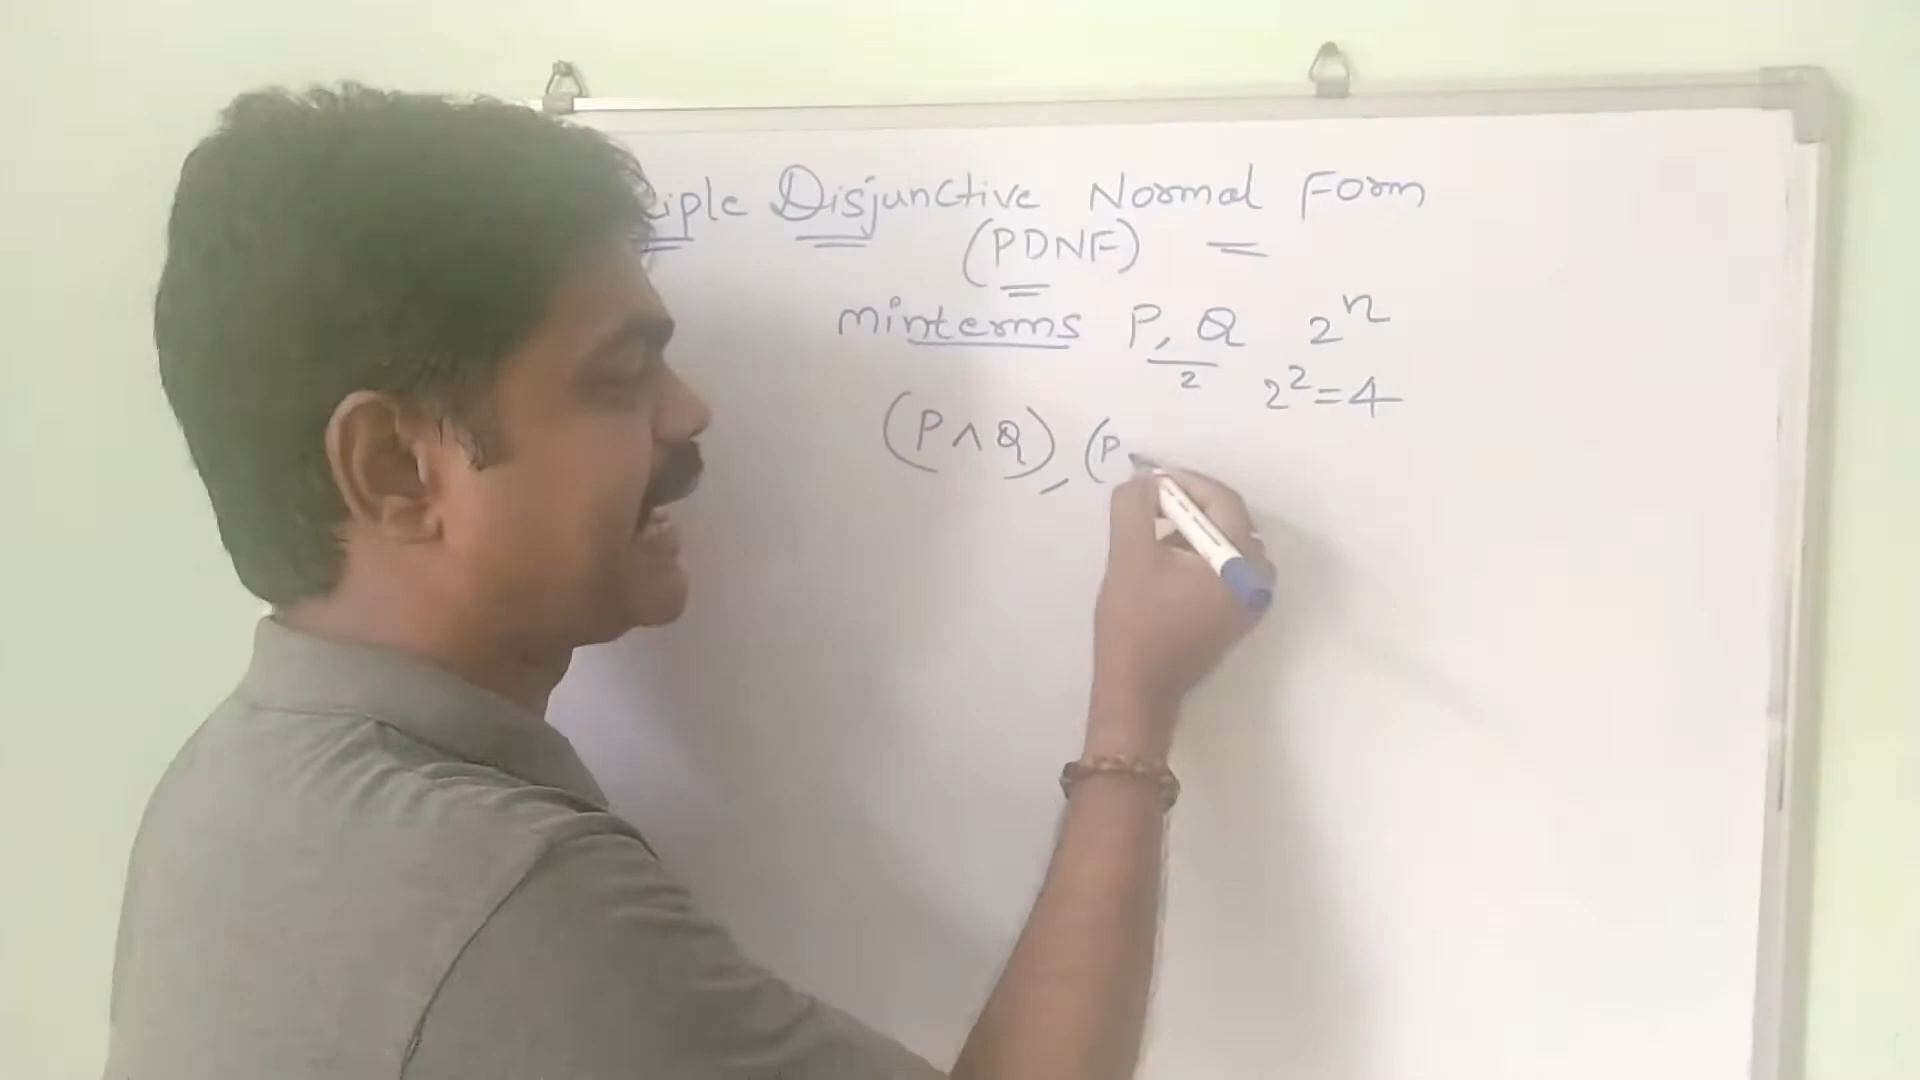 iple Disjunctive Normal Form
(PDNF) =
minterms P, Q 2ⁿ
2 2²=4
(P∧Q), (P